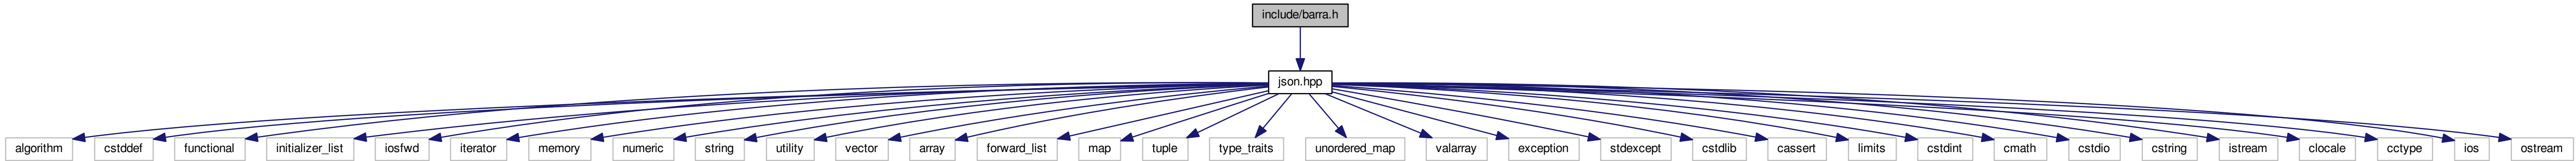 include/barra.h
json.hpp
algorithm
cstddef
functional
initializer_list
iosfwd
iterator
memory
numeric
string
utility
vector
array
forward_list
map
tuple
type_traits
unordered_map
valarray
exception
stdexcept
cstdlib
cassert
limits
cstdint
cmath
cstdio
cstring
istream
clocale
cctype
ios
ostream